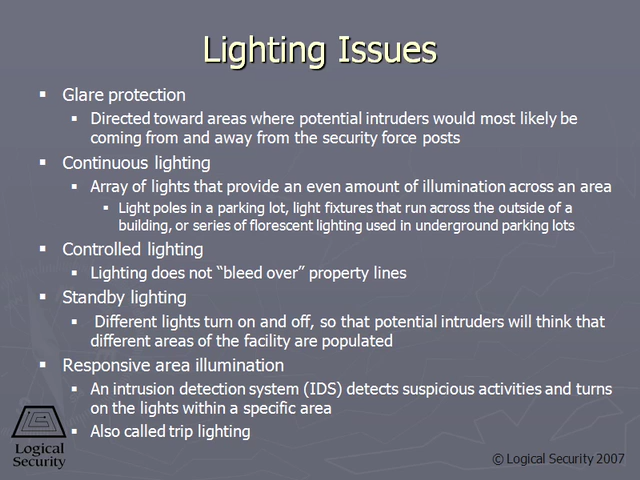 Lighting Issues
Glare protection
Directed toward areas where potential intruders would most likely be
coming from and away from the security force posts
Continuous lighting
Array of lights that provide an even amount of illumination across an area
Light poles in a parking lot, light fixtures that run across the outside of a
building, or series of florescent lighting used in underground parking lots
Controlled lighting
Lighting does not “bleed over” property lines
Standby lighting
Different lights turn on and off, so that potential intruders will think that
different areas of the facility are populated
Responsive area illumination
An intrusion detection system (IDS) detects suspicious activities and turns
on the lights within a specific area
Also called trip lighting
Logical
Security
© Logical Security 2007